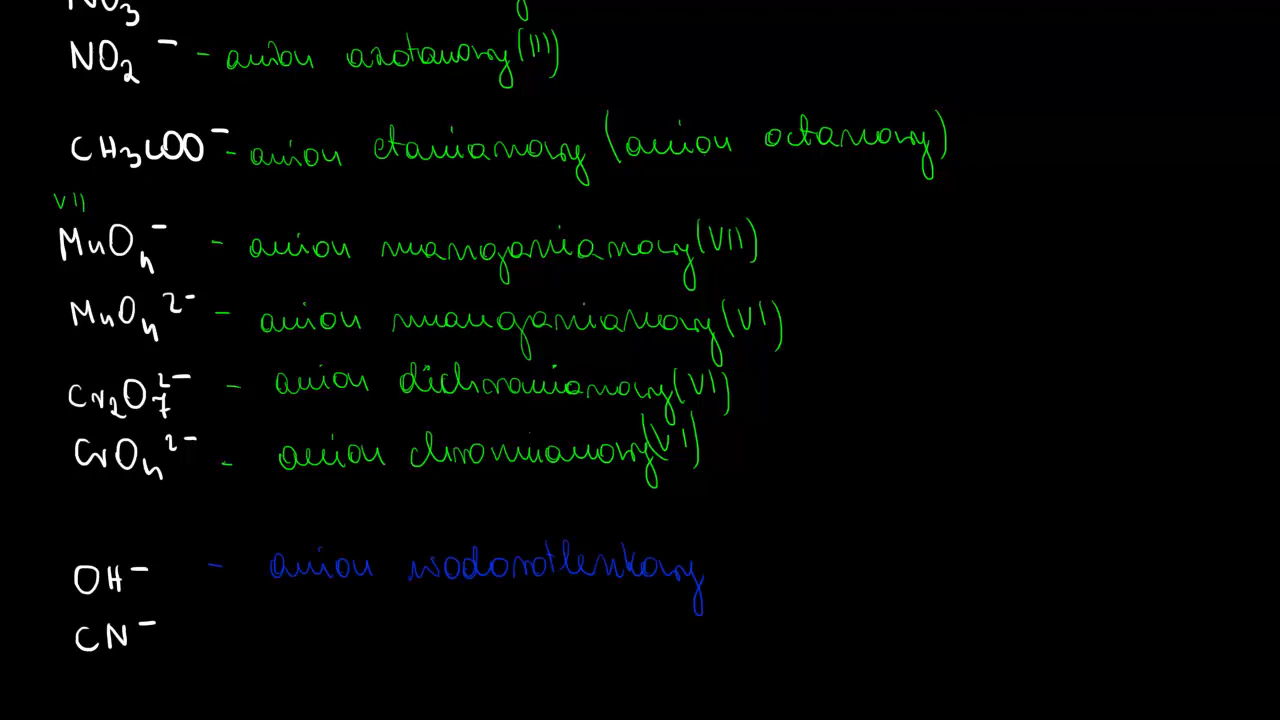 NO₃
NO₂⁻ - anion azotanowy(III)
CH₃COO⁻ - anion etanianowy (anion octanowy)
VII
MnO₄⁻ - anion manganianowy(VII)
MnO₄²⁻ - anion manganianowy(VI)
Cr₂O₇²⁻ - anion dichromianowy(VI)
CrO₄²⁻ - anion chromianowy(VI)
OH⁻ - anion wodorotlenkowy
CN⁻